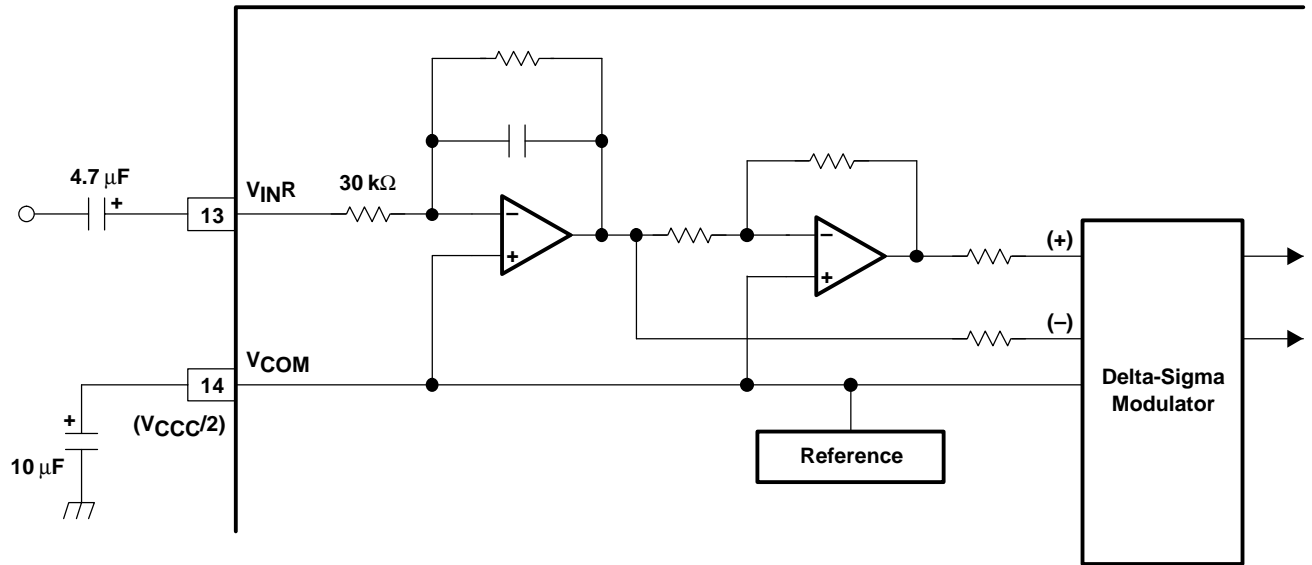 4.7 μF
+
13
VINR
30 kΩ
–
+
–
+
(+)
(–)
VCOM
14
(VCCC/2)
+
10 μF
Reference
Delta-Sigma
Modulator